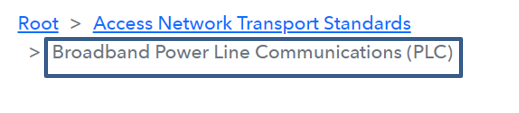 Root > Access Network Transport Standards
> Broadband Power Line Communications (PLC)